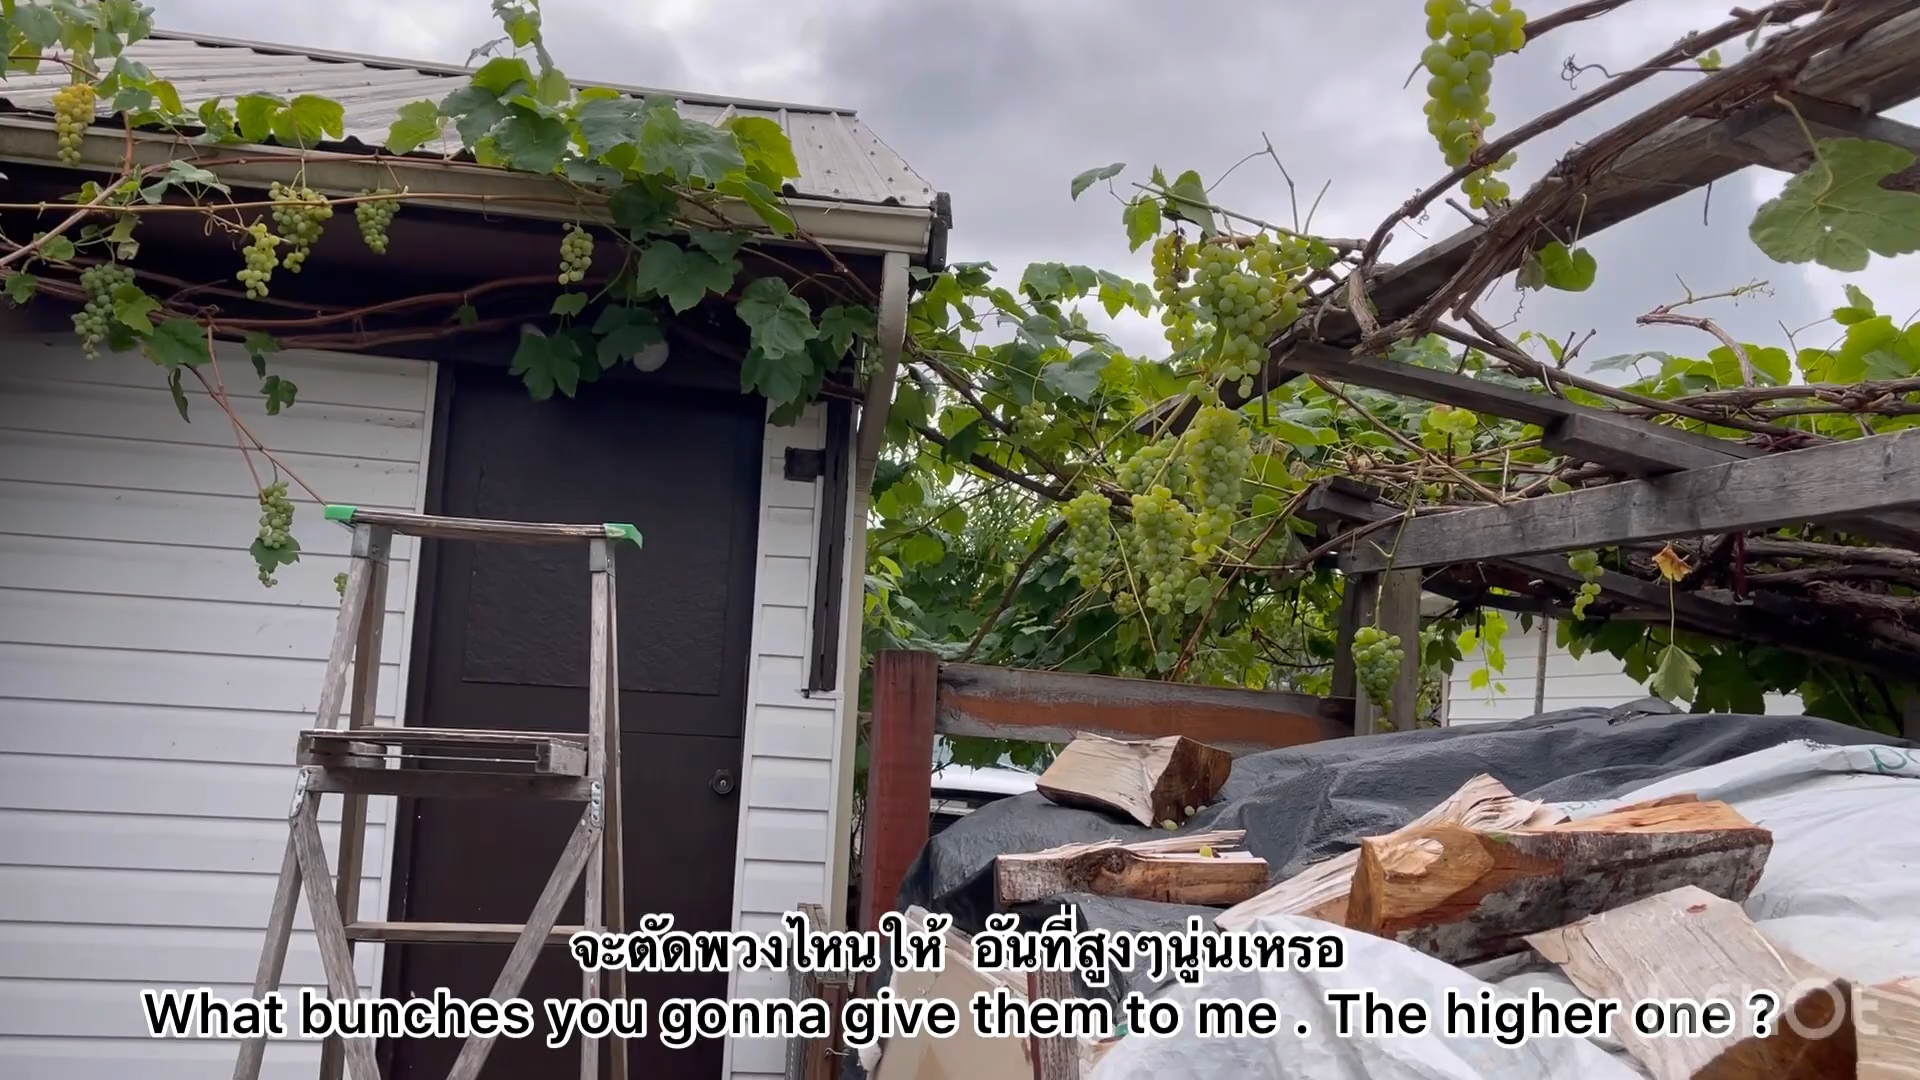 จะตัดพวงไหนให้ อันที่สูงๆนู่นเหรอ
What bunches you gonna give them to me . The higher one ?